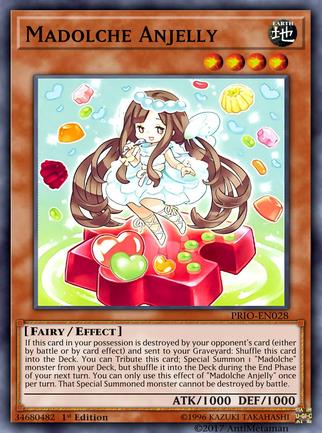 Madolche Anjelly
EARTH
地
PRIO-EN028
[Fairy / Effect]
If this card in your possession is destroyed by your opponent's card (either
by battle or by card effect) and sent to your Graveyard: Shuffle this
card into the Deck. You can Tribute this card; Special Summon 1 "Madolche"
monster from your Deck, but shuffle it into the Deck during the End Phase
of your next turn. You can only use this effect of "Madolche Anjelly" once
per turn. That Special Summoned monster cannot be destroyed by battle.
ATK/1000 DEF/1000
34680482 1st Edition ©1996 KAZUKI TAKAHASHI
©2017 AntiMetaman